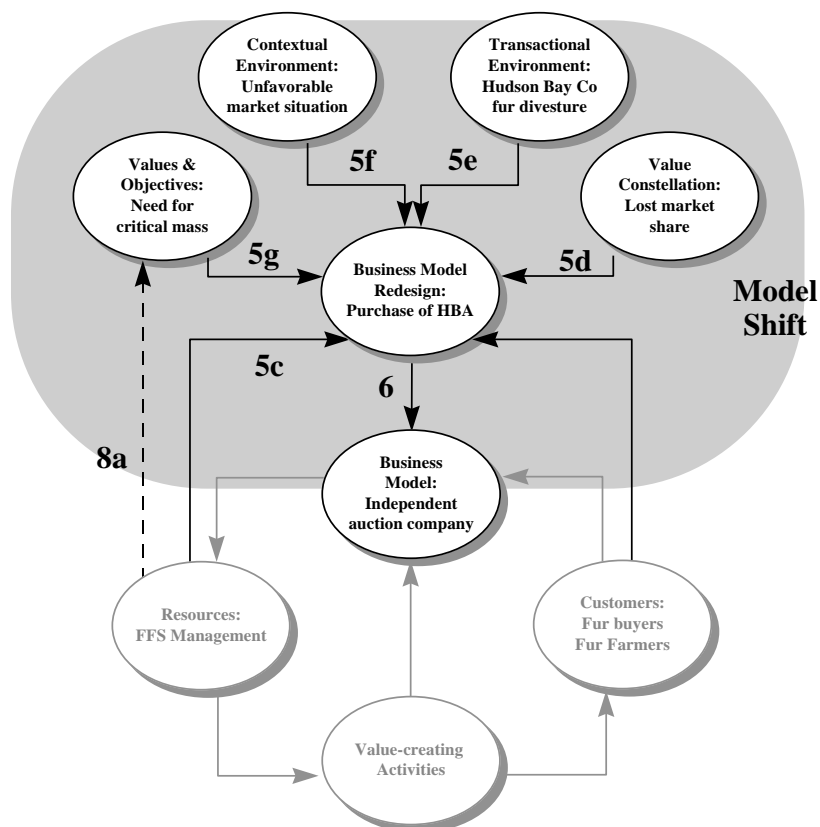 Contextual
Environment:
Unfavorable
market situation
Transactional
Environment:
Hudson Bay Co
fur divesture
Values &
Objectives:
Need for
critical mass
5f
5e
Value
Constellation:
Lost market
share
5g
Business Model
Redesign:
Purchase of HBA
5d
Model
Shift
5c
6
8a
Business
Model:
Independent
auction company
Resources:
FFS Management
Customers:
Fur buyers
Fur Farmers
Value-creating
Activities